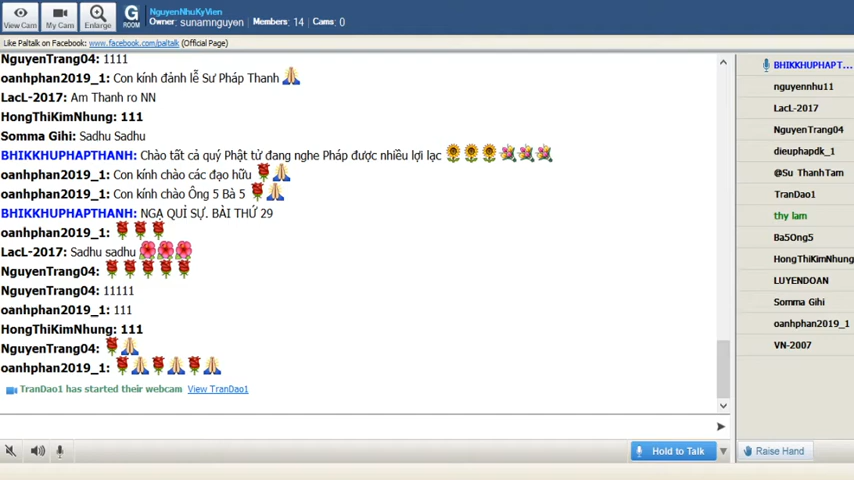 NguyenNhuKyVien
Owner: sunamnguyen Members: 14 Cams: 0
View Cam
My Cam
Enlarge
G
ROOM
Like Paltalk on Facebook: www.facebook.com/paltalk (Official Page)
NguyenTrang04: 1111
oanhphan2019_1: Con kính đảnh lễ Sư Pháp Thanh
LacL-2017: Am Thanh ro NN
HongThiKimNhung: 111
Somma Gihi: Sadhu Sadhu
BHIKKHUPHAPTHANH: Chào tất cả quý Phật tử đang nghe Pháp được nhiều lợi lạc
oanhphan2019_1: Con kính chào các đạo hữu
oanhphan2019_1: Con kính chào Ông 5 Bà 5
BHIKKHUPHAPTHANH: NGẠ QUỈ SỰ. BÀI THỨ 29
oanhphan2019_1:
LacL-2017: Sadhu sadhu
NguyenTrang04:
NguyenTrang04: 11111
oanhphan2019_1: 111
HongThiKimNhung: 111
NguyenTrang04:
oanhphan2019_1:
TranDao1 has started their webcam View TranDao1
Hold to Talk
Raise Hand
BHIKKHUPHAPT...
nguyennhu11
LacL-2017
NguyenTrang04
dieuphapdk_1
@Su ThanhTam
TranDao1
thy lam
Ba5Ong5
HongThiKimNhung
LUYENDOAN
Somma Gihi
oanhphan2019_1
VN-2007